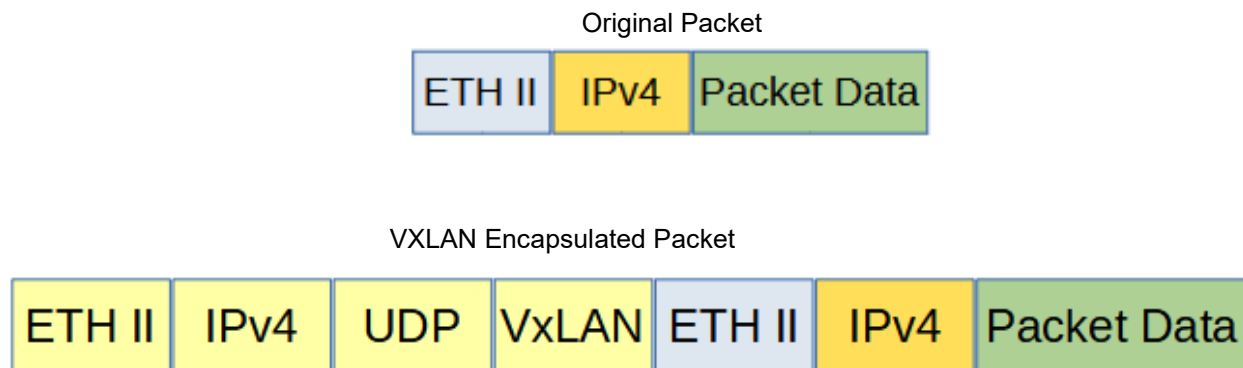 Original Packet
ETH II IPv4 Packet Data
VXLAN Encapsulated Packet
ETH II IPv4 UDP VxLAN ETH II IPv4 Packet Data